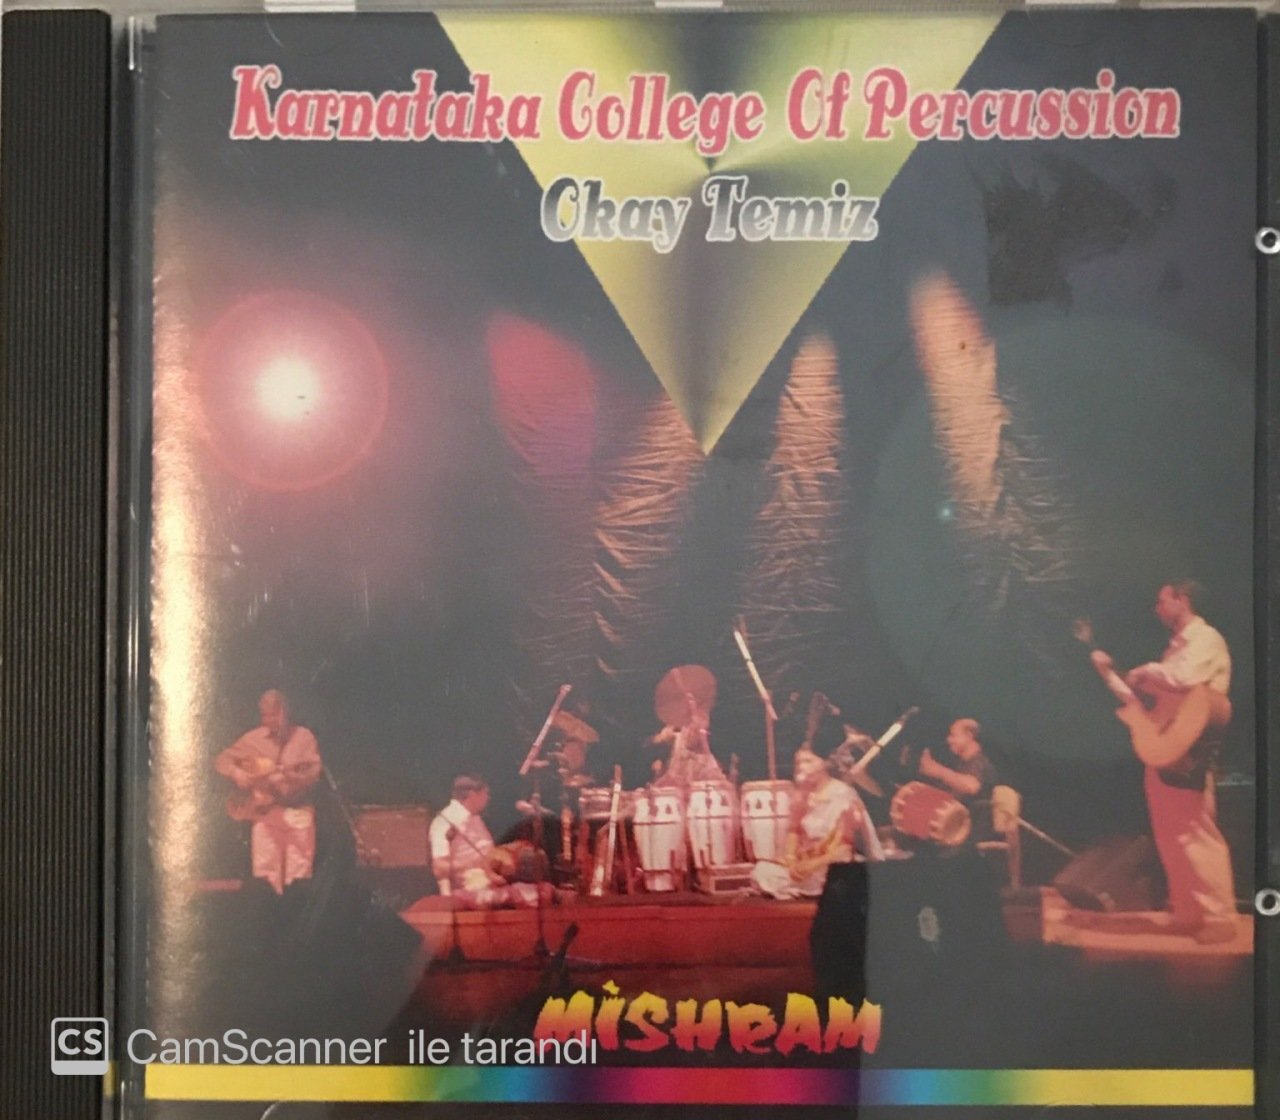 Karnataka College Of Percussion
Okay Temiz
MiSHRAM
CS CamScanner ile tarandı